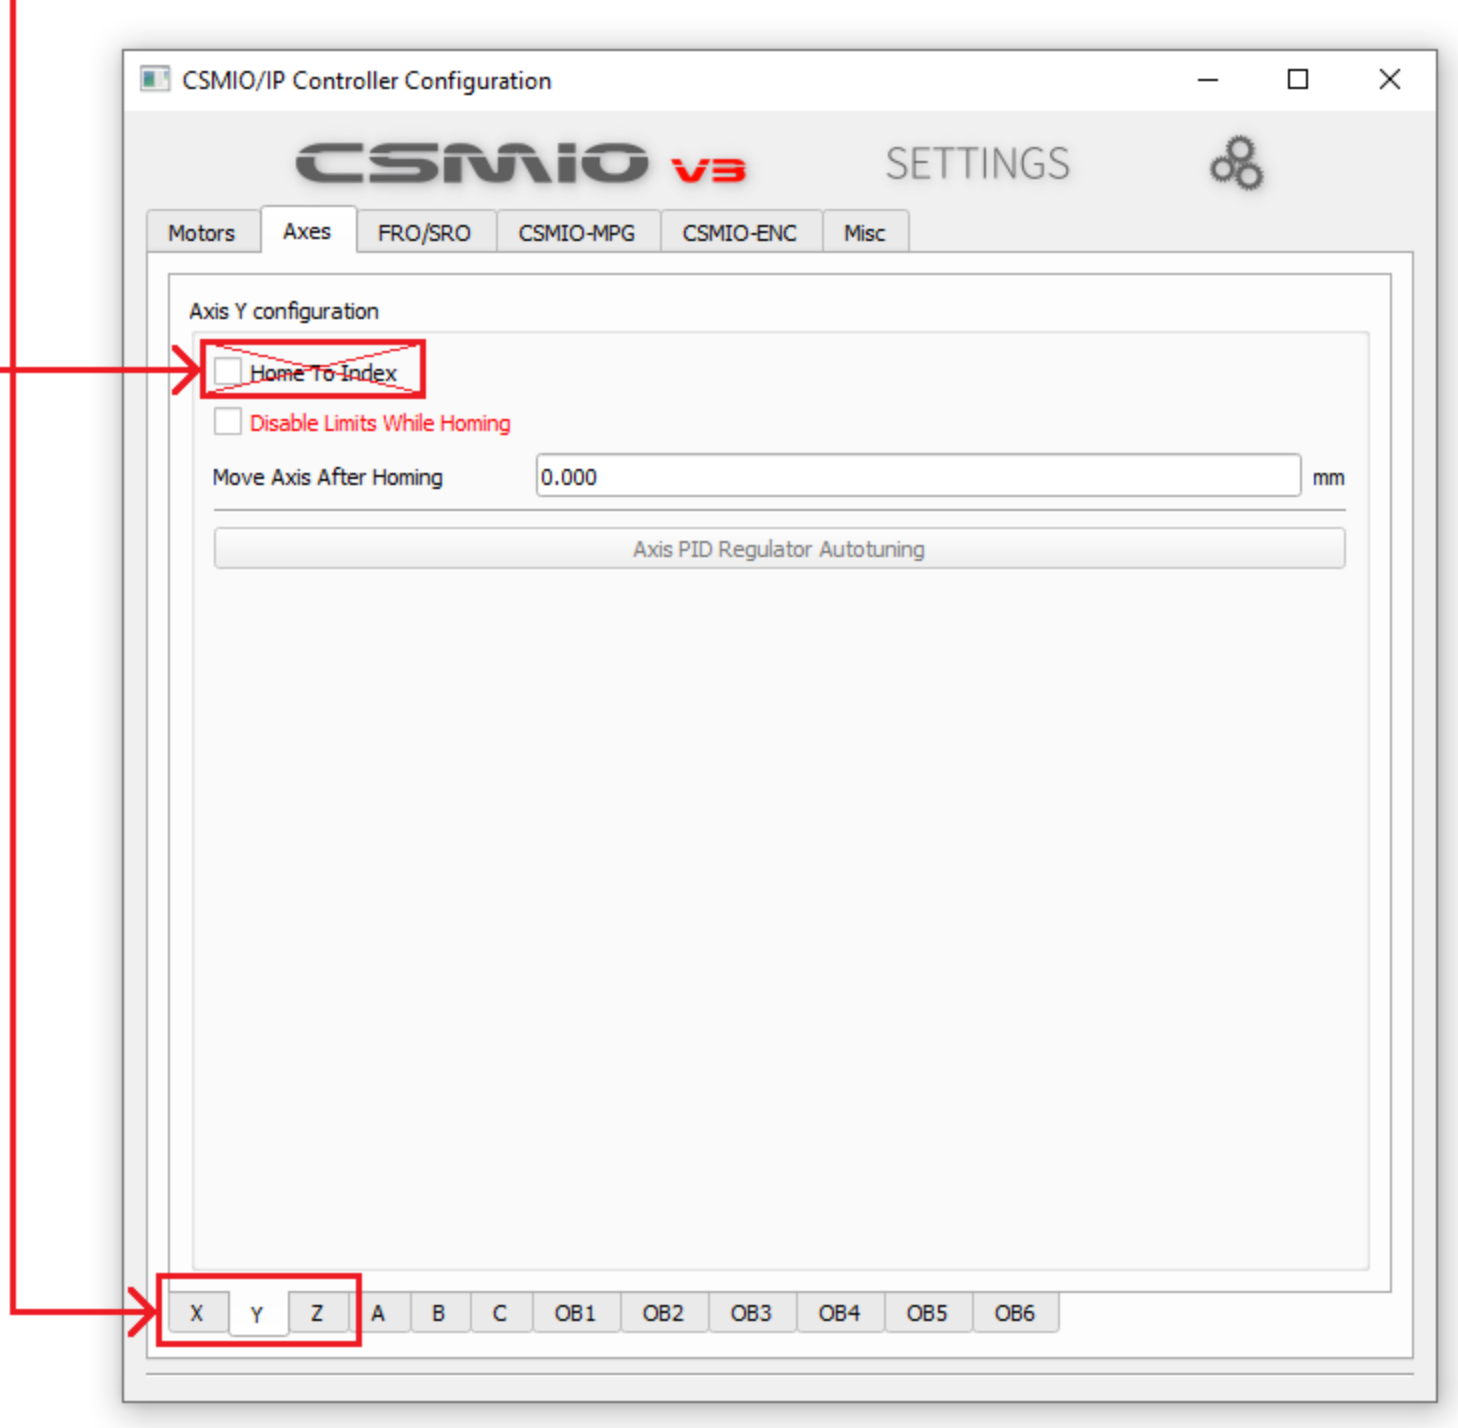 CSMIO/IP Controller Configuration
CSMIO V3 SETTINGS
Motors Axes FRO/SRO CSMIO-MPG CSMIO-ENC Misc
Axis Y configuration
Home To Index
Disable Limits While Homing
Move Axis After Homing 0.000 mm
Axis PID Regulator Autotuning
X Y Z A B C OB1 OB2 OB3 OB4 OB5 OB6